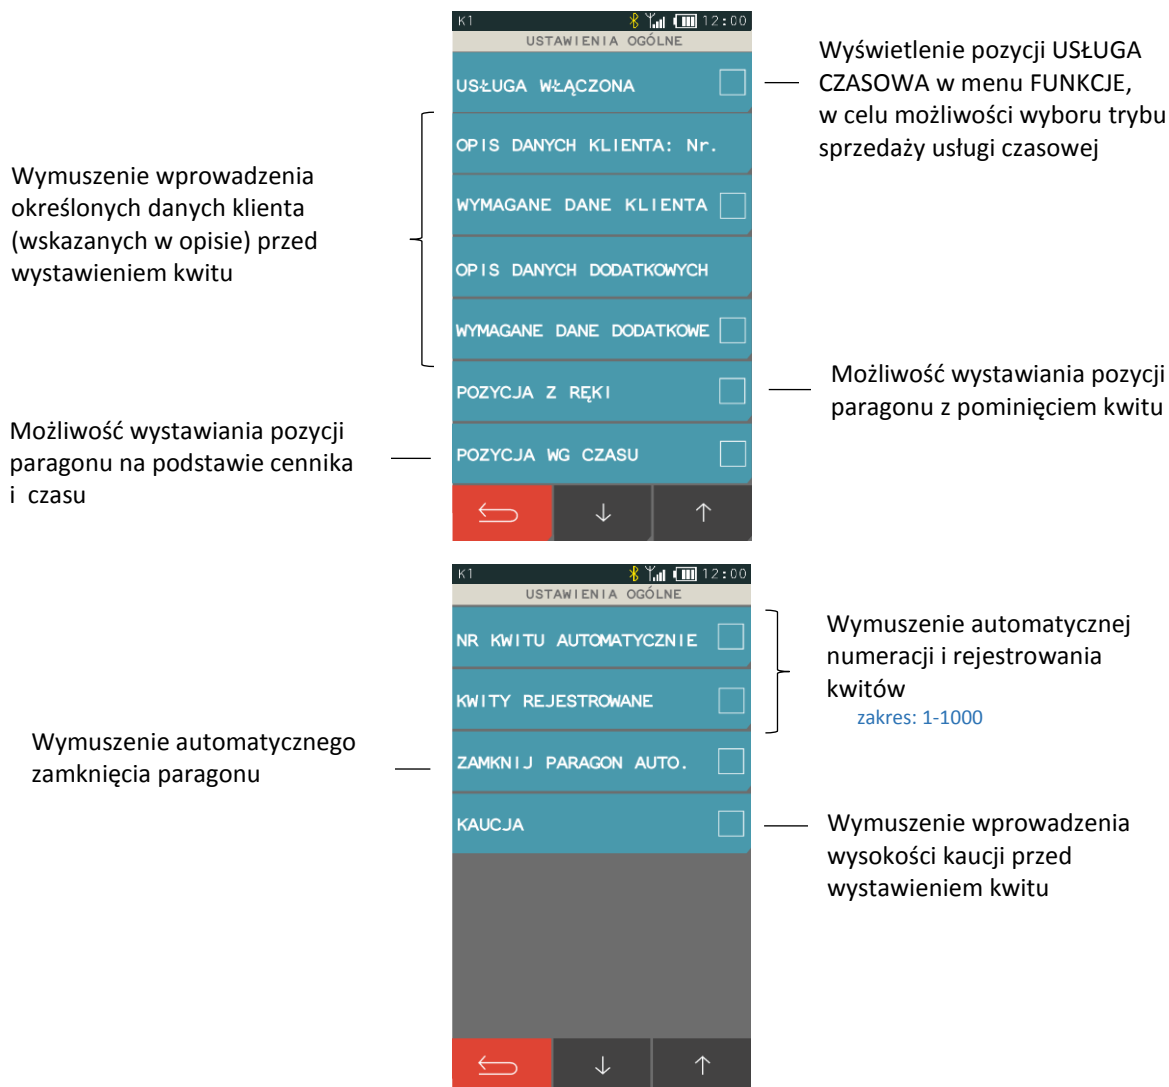 K1 12:00
USTAWIENIA OGÓLNE
USŁUGA WŁĄCZONA
OPIS DANYCH KLIENTA: Nr.
WYMAGANE DANE KLIENTA
OPIS DANYCH DODATKOWYCH
WYMAGANE DANE DODATKOWE
POZYCJA Z RĘKI
POZYCJA WG CZASU
Wyświetlenie pozycji USŁUGA
CZASOWA w menu FUNKCJE,
w celu możliwości wyboru trybu
sprzedaży usługi czasowej
Wymuszenie wprowadzenia
określonych danych klienta
(wskazanych w opisie) przed
wystawieniem kwitu
Możliwość wystawiania pozycji
paragonu z pominięciem kwitu
Możliwość wystawiania pozycji
paragonu na podstawie cennika
i czasu
K1 12:00
USTAWIENIA OGÓLNE
NR KWITU AUTOMATYCZNIE
KWITY REJESTROWANE
ZAMKNIJ PARAGON AUTO.
KAUCJA
Wymuszenie automatycznej
numeracji i rejestrowania
kwitów
zakres: 1-1000
Wymuszenie automatycznego
zamknięcia paragonu
Wymuszenie wprowadzenia
wysokości kaucji przed
wystawieniem kwitu